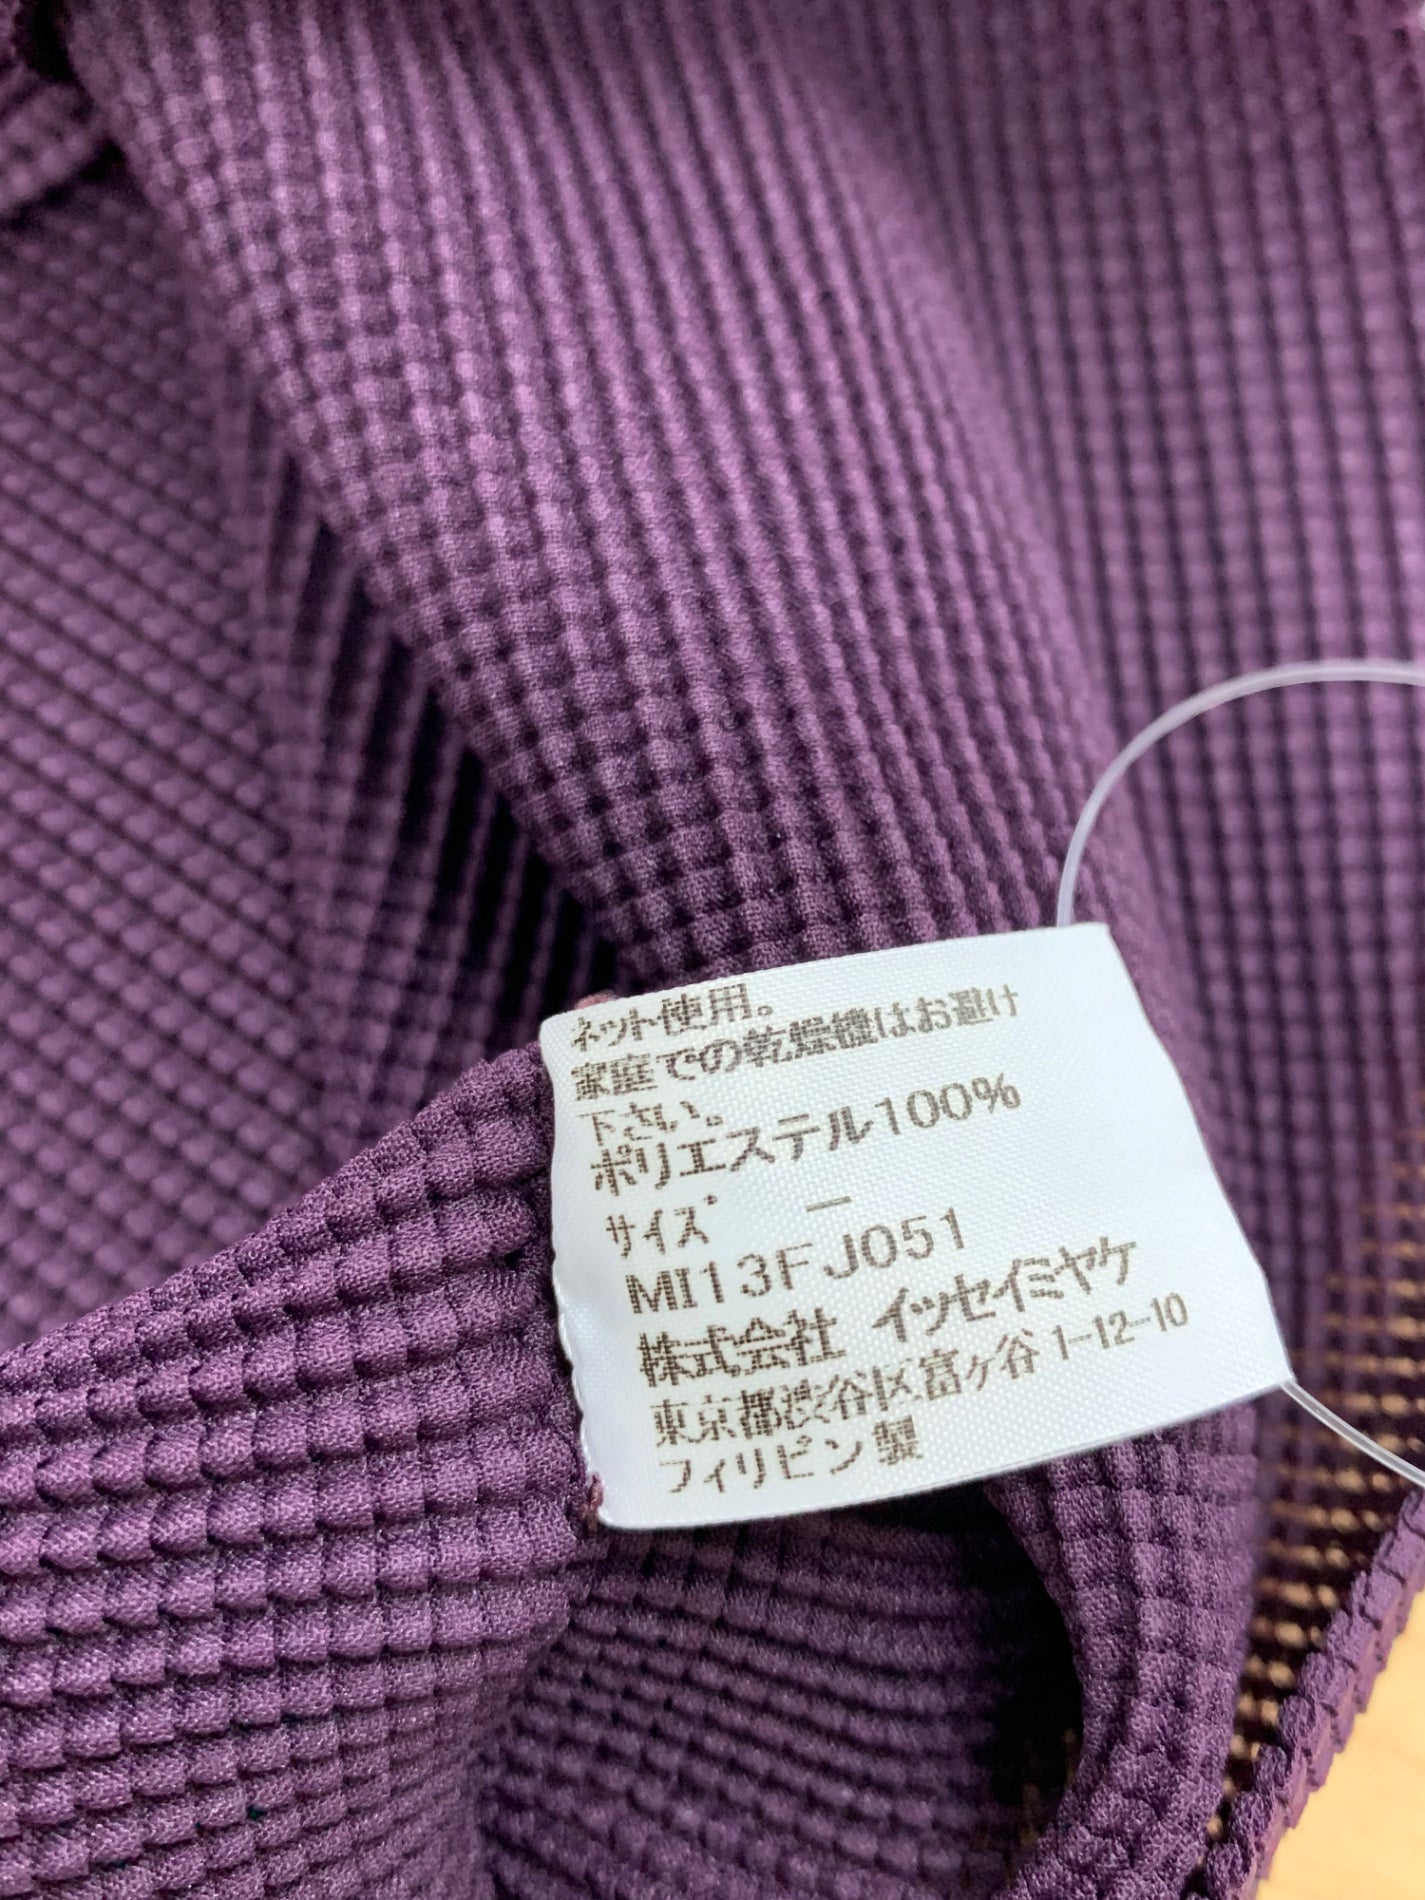 ネット使用。
家庭での乾燥機はお避け
下さい。
ポリエステル100%
サイズ －
MI13FJ051
株式会社 イッセイミヤケ
東京都渋谷区富ヶ谷 1-12-10
フィリピン製